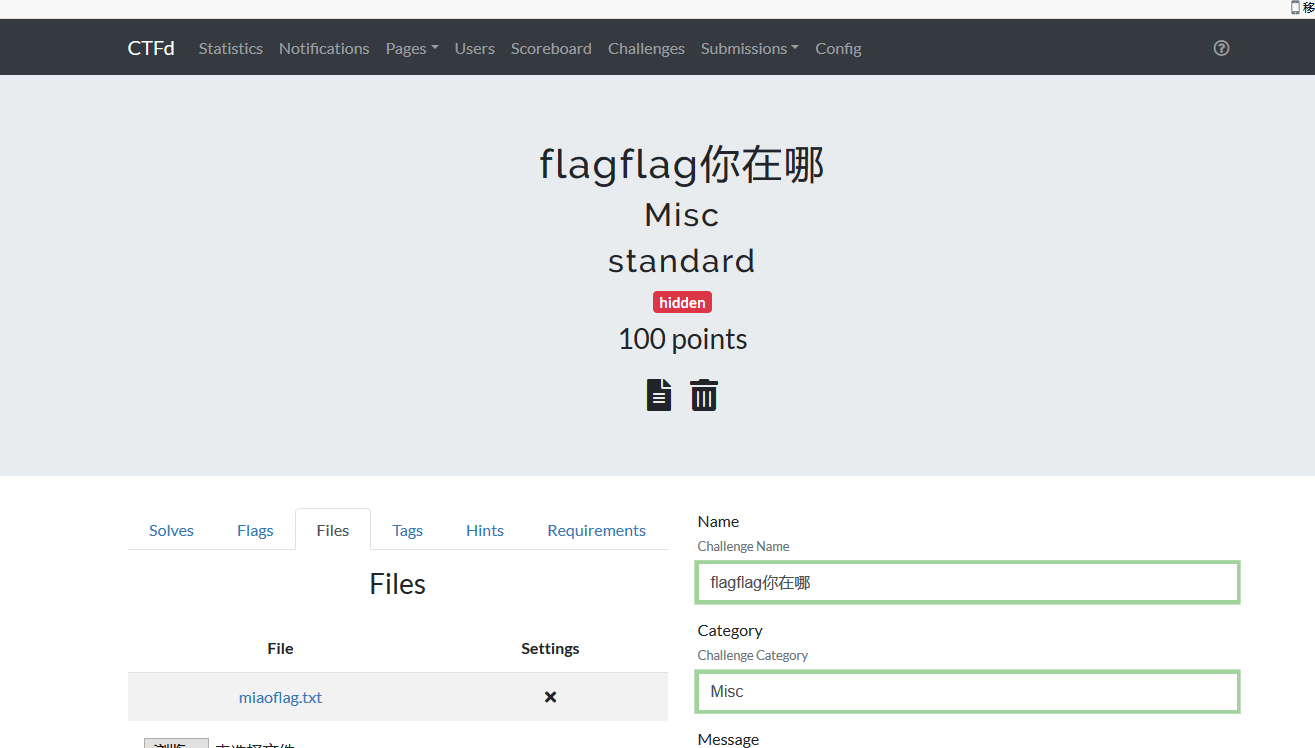 移
CTFd Statistics Notifications Pages Users Scoreboard Challenges Submissions Config
flagflag你在哪
Misc
standard
hidden
100 points
Solves Flags Files Tags Hints Requirements
Files
File Settings
miaoflag.txt
Name
Challenge Name
flagflag你在哪
Category
Challenge Category
Misc
Message